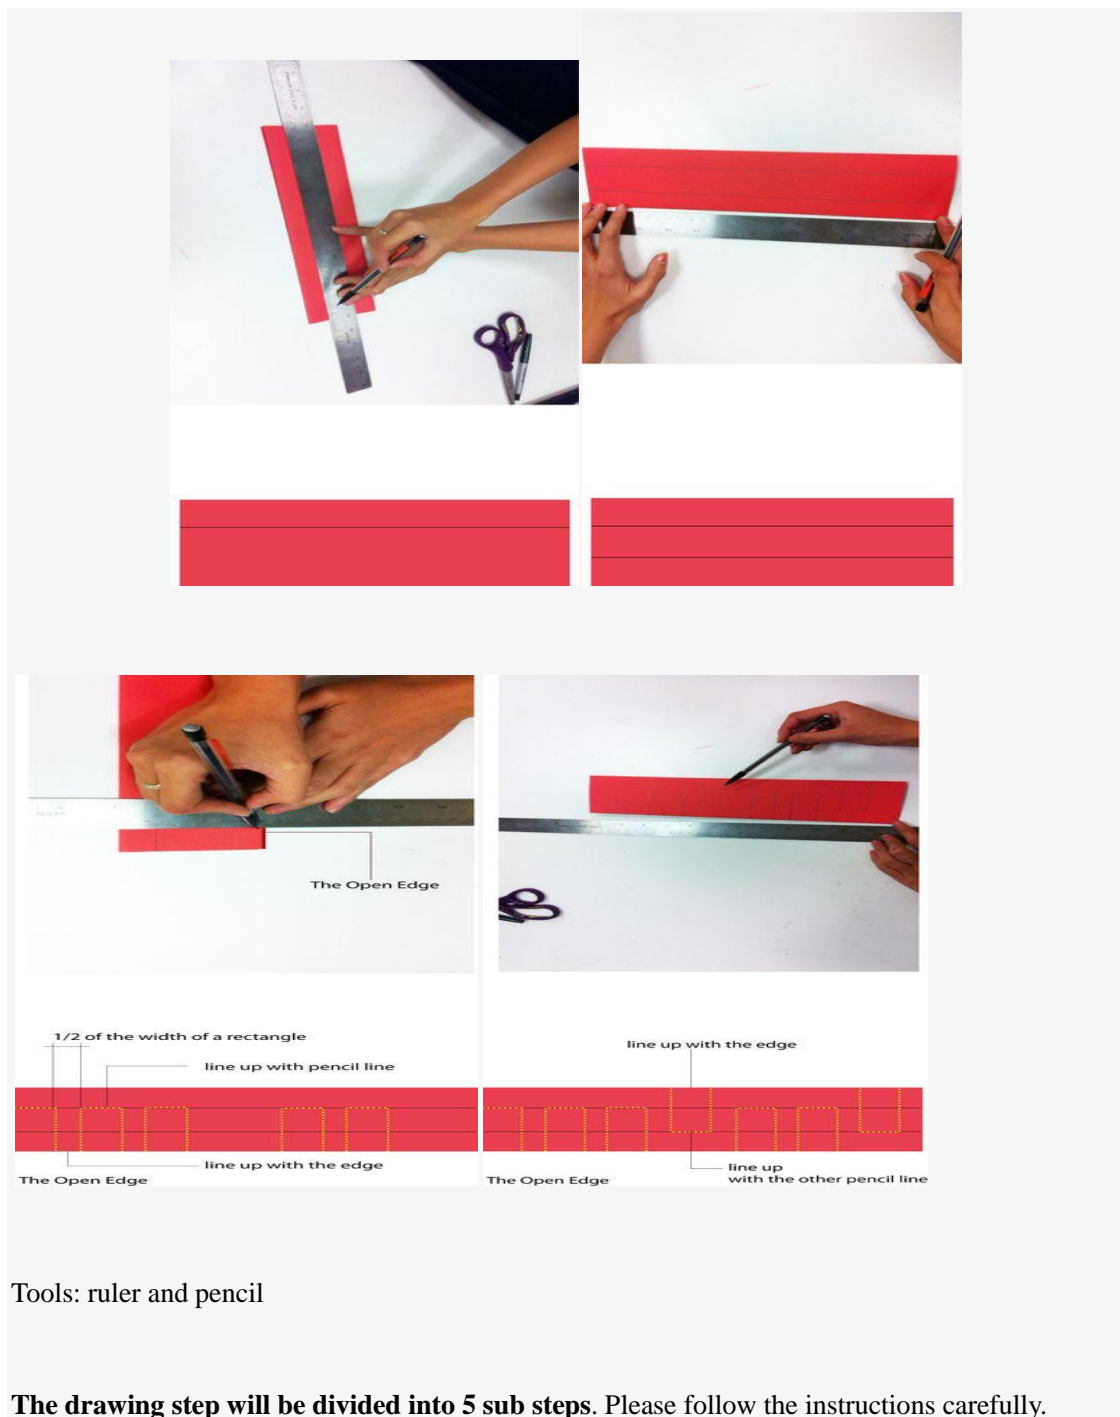 The Open Edge
1/2 of the width of a rectangle
line up with pencil line
line up with the edge
The Open Edge
line up with the edge
line up
with the other pencil line
The Open Edge
Tools: ruler and pencil
The drawing step will be divided into 5 sub steps. Please follow the instructions carefully.